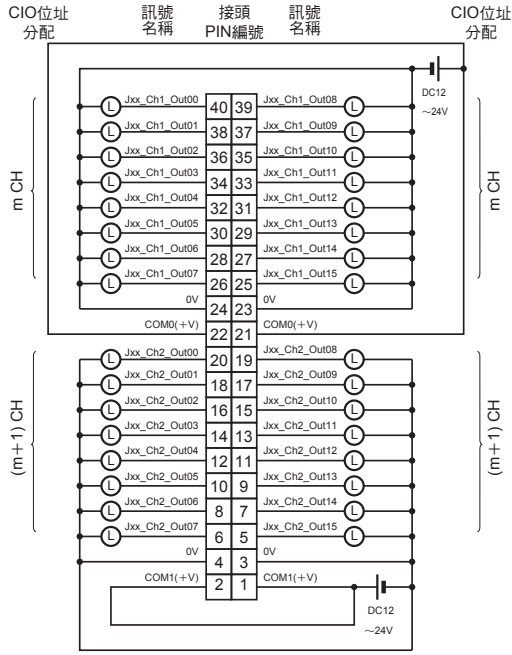 CIO位址 訊號 接頭 訊號 CIO位址
分配 名稱 PIN編號 名稱 分配
DC12
～24V
L Jxx_Ch1_Out00 40 39 Jxx_Ch1_Out08 L
L Jxx_Ch1_Out01 38 37 Jxx_Ch1_Out09 L
L Jxx_Ch1_Out02 36 35 Jxx_Ch1_Out10 L
L Jxx_Ch1_Out03 34 33 Jxx_Ch1_Out11 L
m CH L Jxx_Ch1_Out04 32 31 Jxx_Ch1_Out12 L m CH
L Jxx_Ch1_Out05 30 29 Jxx_Ch1_Out13 L
L Jxx_Ch1_Out06 28 27 Jxx_Ch1_Out14 L
L Jxx_Ch1_Out07 26 25 Jxx_Ch1_Out15 L
0V 24 23 0V
COM0(＋V) 22 21 COM0(＋V)
L Jxx_Ch2_Out00 20 19 Jxx_Ch2_Out08 L
L Jxx_Ch2_Out01 18 17 Jxx_Ch2_Out09 L
L Jxx_Ch2_Out02 16 15 Jxx_Ch2_Out10 L
L Jxx_Ch2_Out03 14 13 Jxx_Ch2_Out11 L
(m＋1) CH L Jxx_Ch2_Out04 12 11 Jxx_Ch2_Out12 L (m＋1) CH
L Jxx_Ch2_Out05 10 9 Jxx_Ch2_Out13 L
L Jxx_Ch2_Out06 8 7 Jxx_Ch2_Out14 L
L Jxx_Ch2_Out07 6 5 Jxx_Ch2_Out15 L
0V 4 3 0V
COM1(＋V) 2 1 COM1(＋V)
DC12
～24V